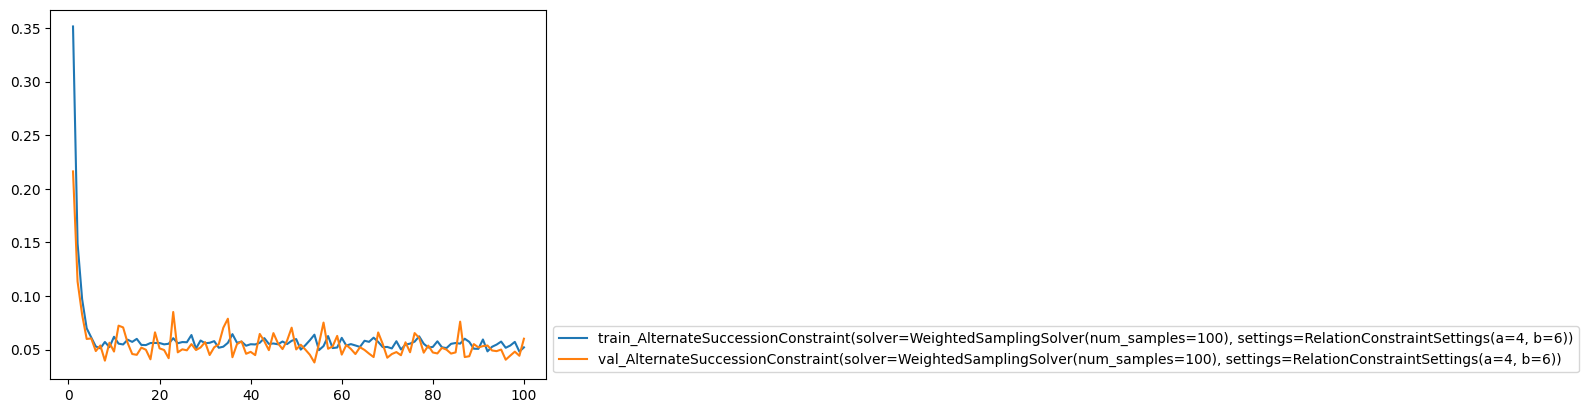 0.35
0.30
0.25
0.20
0.15
0.10
0.05
0 20 40 60 80 100
train_AlternateSuccessionConstraint(solver=WeightedSamplingSolver(num_samples=100), settings=RelationConstraintSettings(a=4, b=6))
val_AlternateSuccessionConstraint(solver=WeightedSamplingSolver(num_samples=100), settings=RelationConstraintSettings(a=4, b=6))